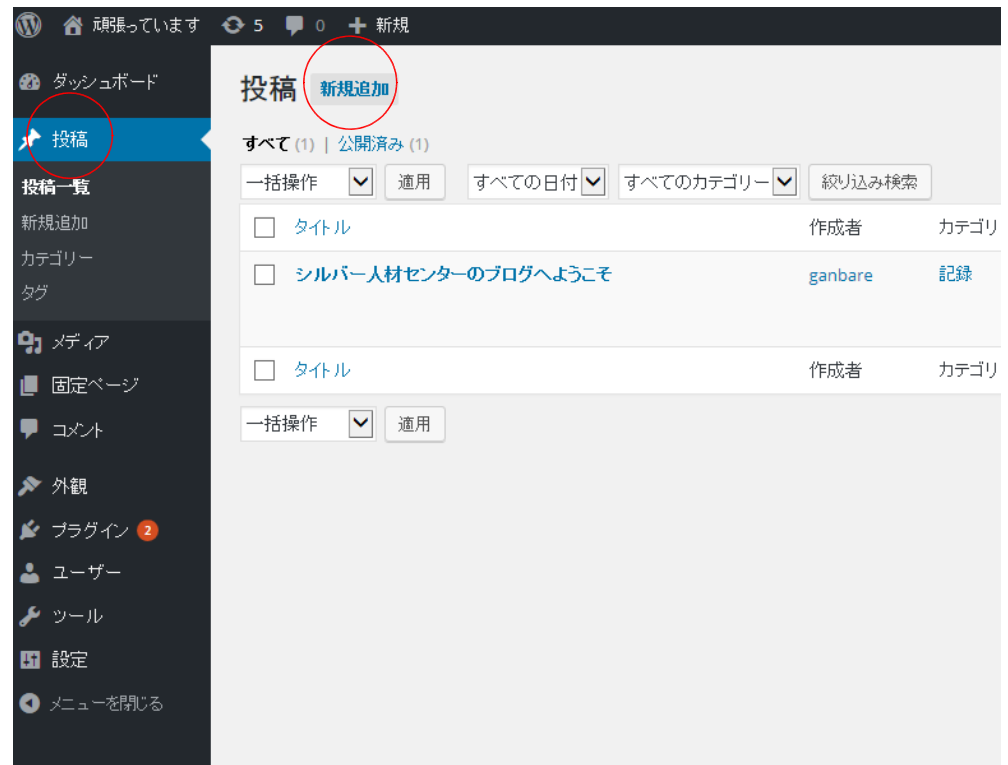 頑張っています 5 0 新規
ダッシュボード
投稿
投稿一覧
新規追加
カテゴリー
タグ
メディア
固定ページ
コメント
外観
プラグイン 2
ユーザー
ツール
設定
メニューを閉じる
投稿 新規追加
すべて (1) | 公開済み (1)
一括操作 適用 すべての日付 すべてのカテゴリー 絞り込み検索
タイトル 作成者 カテゴリ
シルバー人材センターのブログへようこそ ganbare 記録
タイトル 作成者 カテゴリ
一括操作 適用